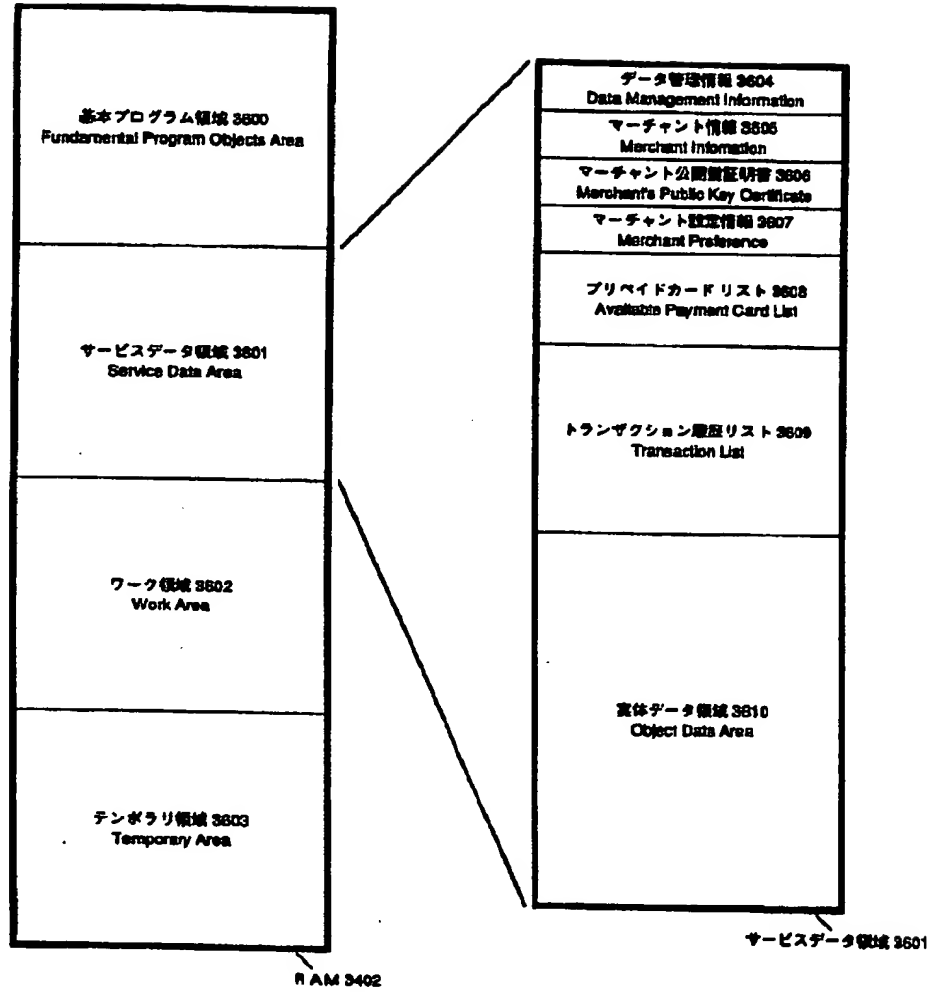 基本プログラム領域 3600
Fundamental Program Objects Area
サービスデータ領域 3601
Service Data Area
ワーク領域 3602
Work Area
テンポラリ領域 3603
Temporary Area
RAM 3402
データ管理情報 3604
Data Management Information
マーチャント情報 3605
Merchant Infomation
マーチャント公開鍵証明書 3606
Merchant's Public Key Certificate
マーチャント設定情報 3607
Merchant Preference
プリペイドカード リスト 3608
Available Payment Card List
トランザクション履歴リスト 3609
Transaction List
実体データ領域 3610
Object Data Area
サービスデータ領域 3601